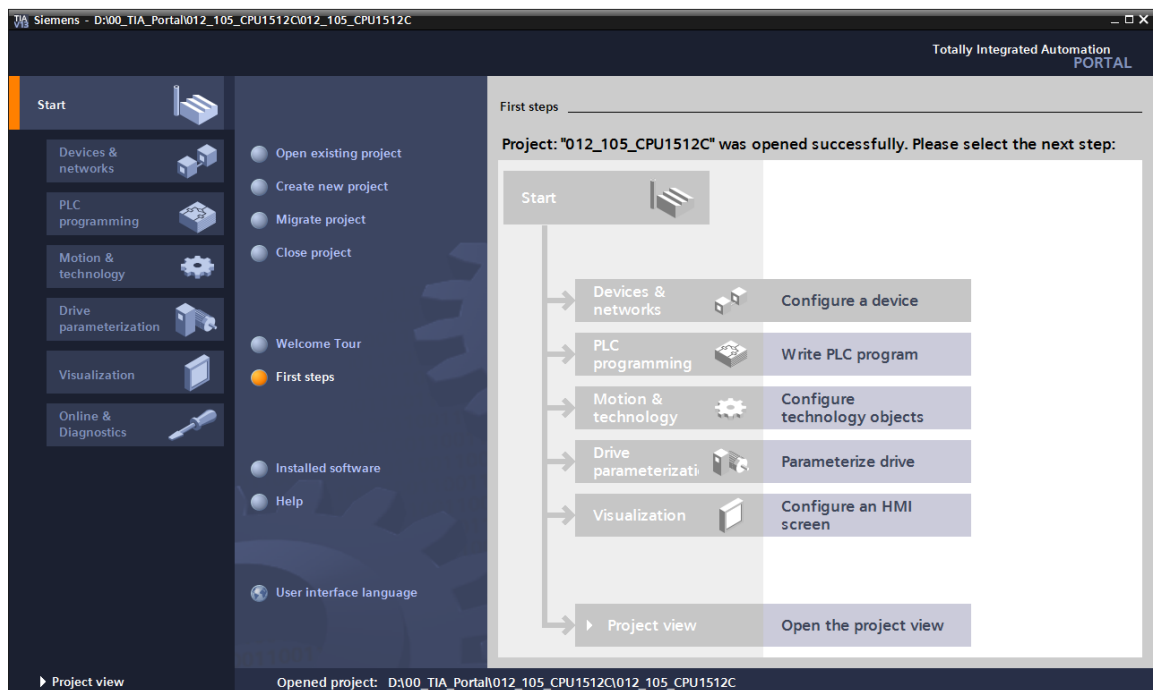 TIA V13 Siemens - D:\00_TIA_Portal\012_105_CPU1512C\012_105_CPU1512C
Totally Integrated Automation
PORTAL
Start
Devices &
networks
PLC
programming
Motion &
technology
Drive
parameterization
Visualization
Online &
Diagnostics
Project view
Open existing project
Create new project
Migrate project
Close project
Welcome Tour
First steps
Installed software
Help
User interface language
First steps
Project: "012_105_CPU1512C" was opened successfully. Please select the next step:
Start
Devices &
networks
Configure a device
PLC
programming
Write PLC program
Motion &
technology
Configure
technology objects
Drive
parameterizati
Parameterize drive
Visualization
Configure an HMI
screen
Project view
Open the project view
Opened project: D:\00_TIA_Portal\012_105_CPU1512C\012_105_CPU1512C